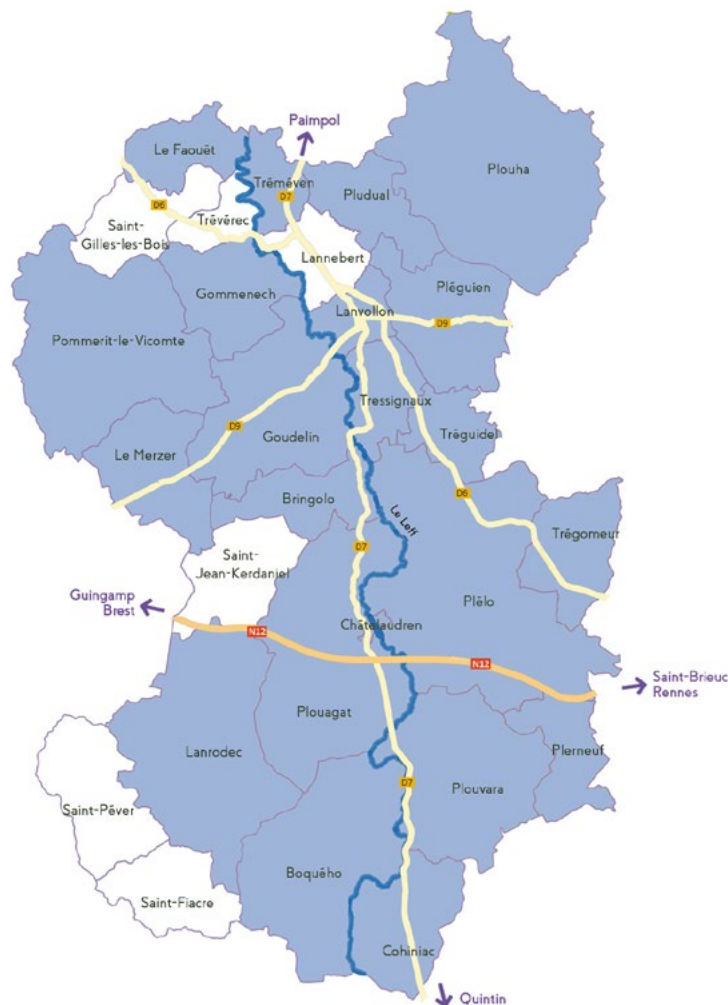 Paimpol
Le Faouët
Plouha
Tréméven
Pludual
D7
D6
Trévérec
Saint-
Gilles-les-Bois
Lannebert
Pléguien
Gommenech
Lanvollon
D9
Pommerit-le-Vicomte
Tressignaux
D9
Goudelin
Tréguidel
Le Merzer
Bringolo
D6
Le Leff
Trégomeur
D7
Saint-
Jean-Kerdaniel
Guingamp
Brest
Plélo
Châtelaudren
N12
N12
Saint-Brieuc
Rennes
Plouagat
Lanrodec
Plerneuf
D7
Plouvara
Saint-Péver
Boquého
Saint-Fiacre
Cohiniac
Quintin